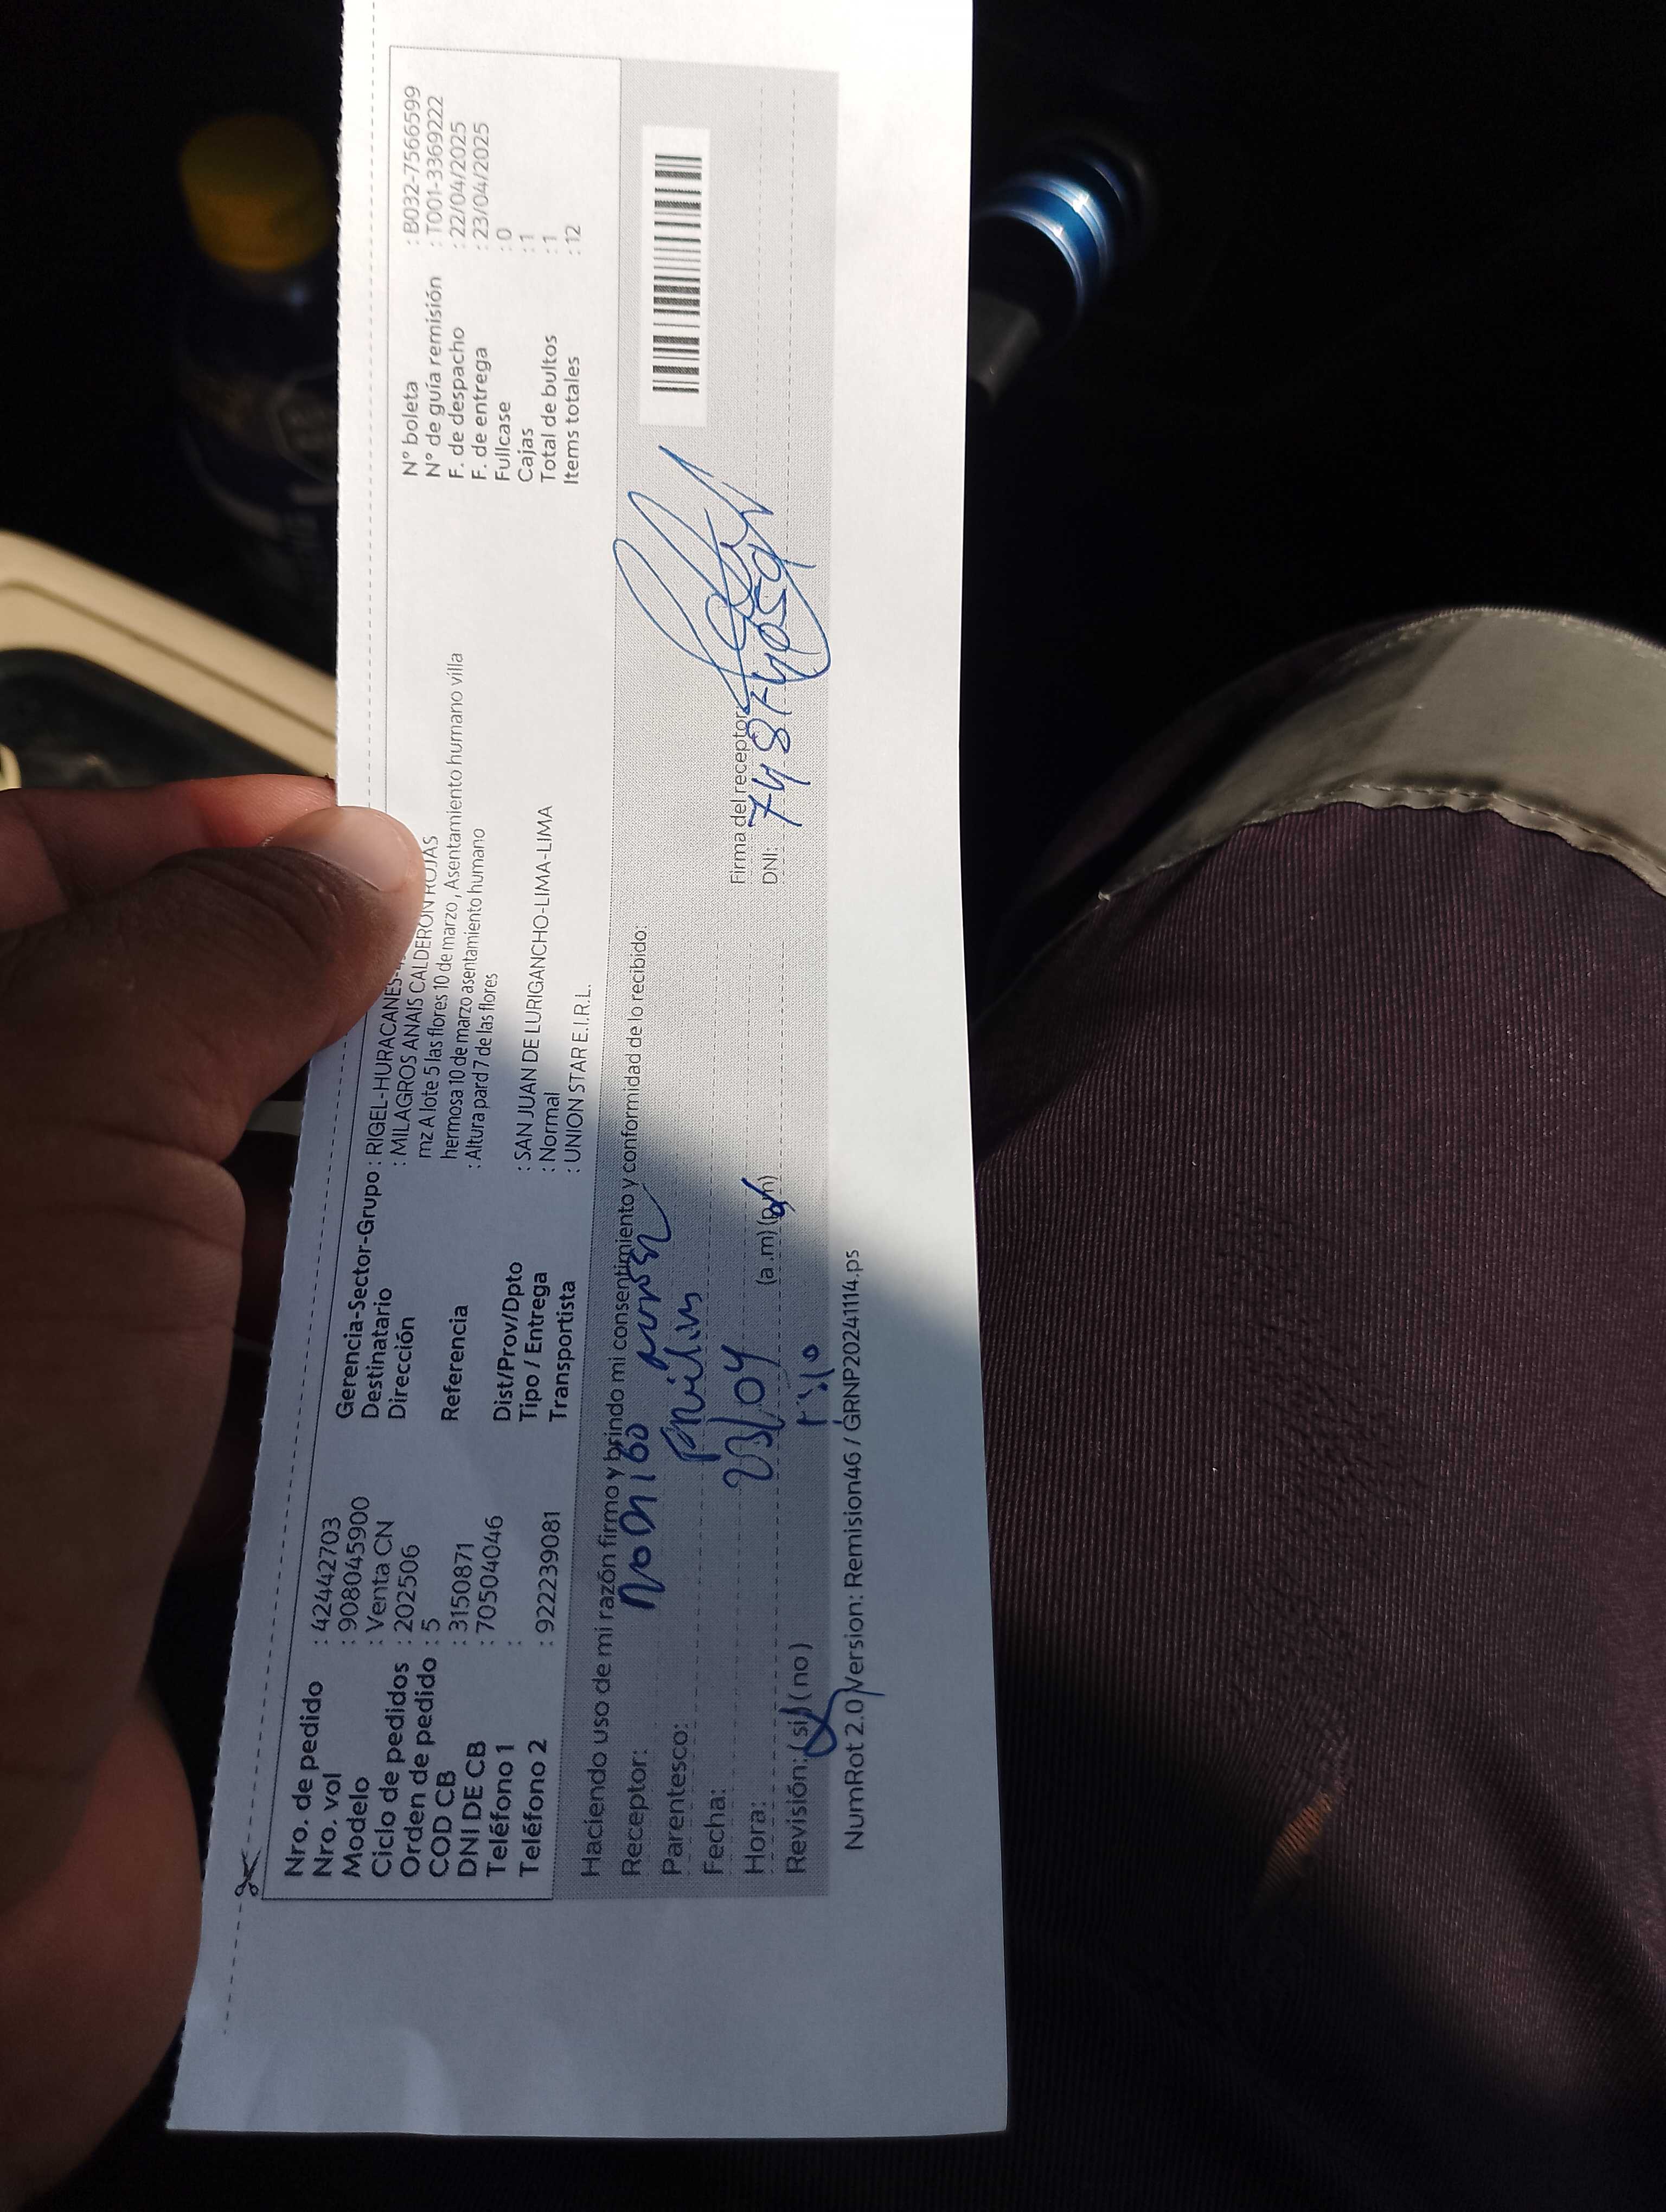 Nro. de pedido : 42442703
Nro. vol : 908045900
Modelo : Venta CN
Ciclo de pedidos : 202506
Orden de pedido : 5
COD CB : 3150871
DNI DE CB : 70504046
Teléfono 1 :
Teléfono 2 : 922239081
Gerencia-Sector-Grupo : RIGEL-HURACANES-
Destinatario : MILAGROS ANAIS CALDERON ROJAS
Dirección mz A lote 5 las flores 10 de marzo , Asentamiento humano villa
hermosa 10 de marzo asentamiento humano
Referencia : Altura pard 7 de las flores
Dist/Prov/Dpto : SAN JUAN DE LURIGANCHO-LIMA-LIMA
Tipo / Entrega : Normal
Transportista : UNION STAR E.I.R.L.
N° boleta : B032-7566599
N° de guía remisión : T001-3369222
F. de despacho : 22/04/2025
F. de entrega : 23/04/2025
Fullcase : 0
Cajas : 1
Total de bultos : 1
Items totales : 12
Haciendo uso de mi razón firmo y brindo mi consentimiento y conformidad de lo recibido:
Receptor:
Parentesco:
Fecha: 23/04
Hora: (a .m) (p.m)
Revisión: ( si ) ( no )
Firma del receptor
DNI:
NumRot 2.0 Version: Remision46 / GRNP20241114.ps